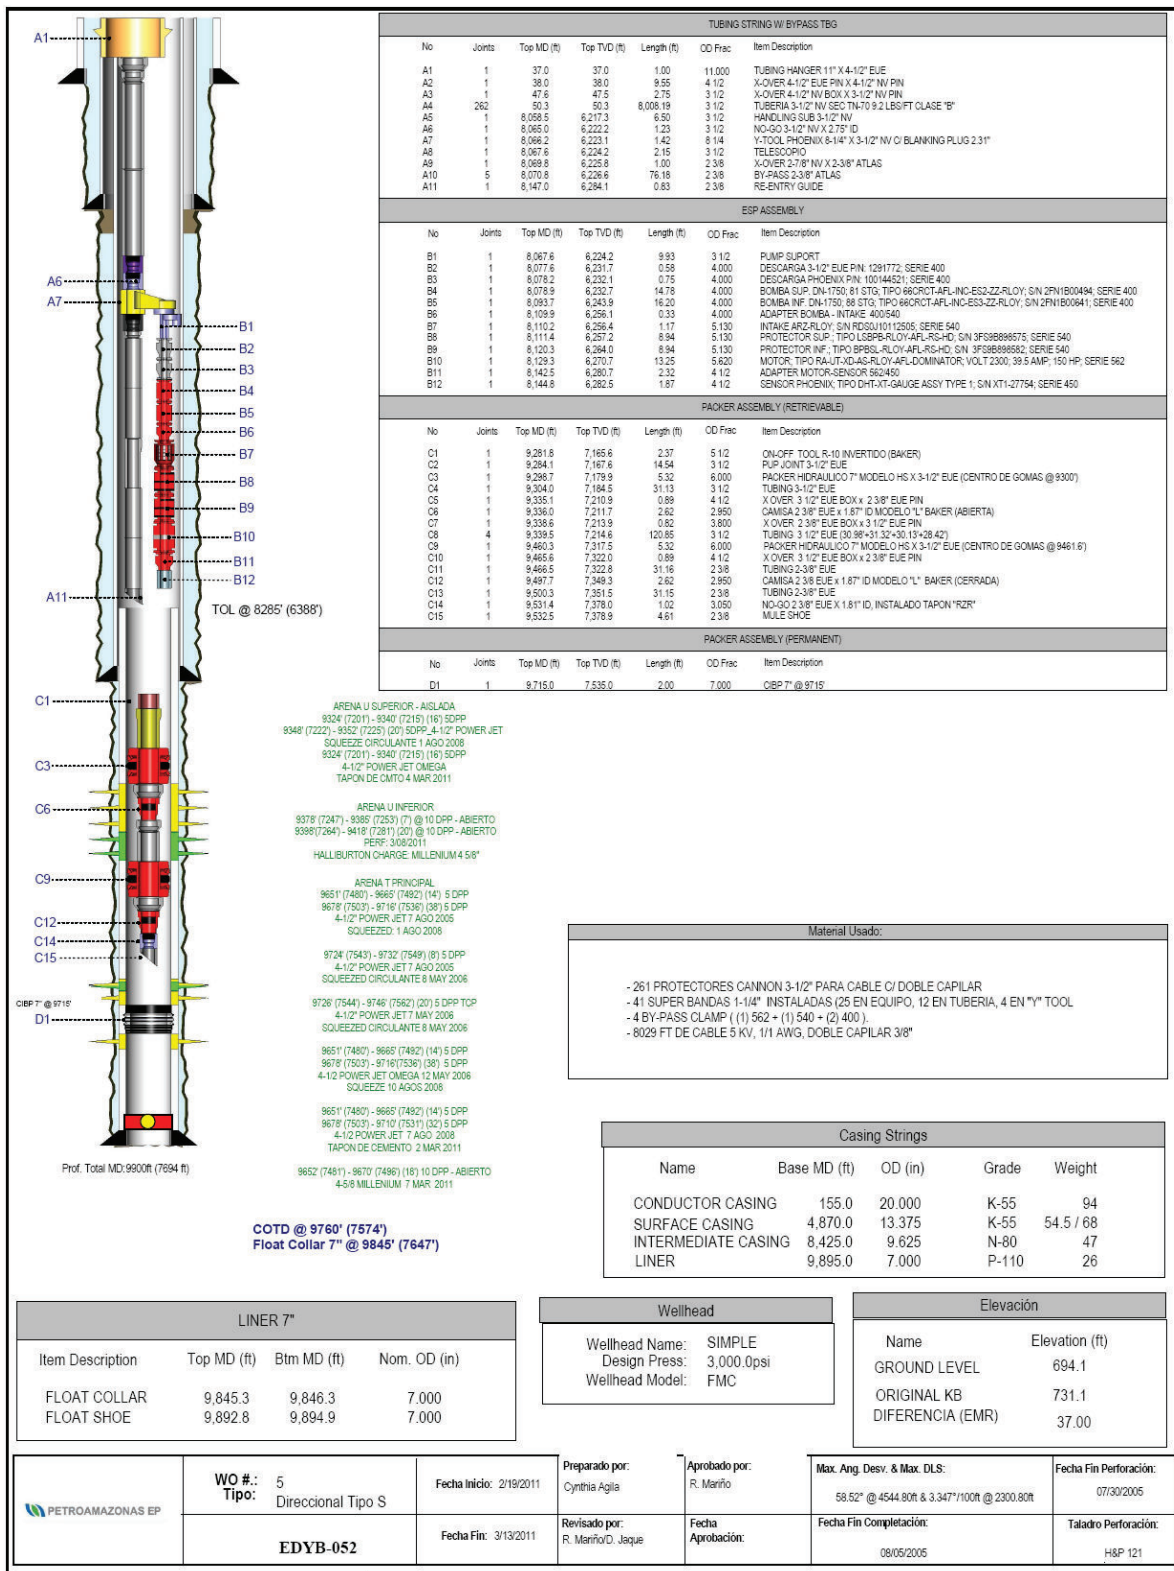 TUBING STRING W/ BYPASS TBG
No Joints Top MD (ft) Top TVD (ft) Length (ft) OD Frac Item Description
A1 1 37.0 37.0 1.00 11.000 TUBING HANGER 11" X 4-1/2" EUE
A2 1 38.0 38.0 9.55 4 1/2 X-OVER 4-1/2" EUE PIN X 4-1/2" NV PIN
A3 1 47.6 47.5 2.75 3 1/2 X-OVER 4-1/2" NV BOX X 3-1/2" NV PIN
A4 262 50.3 50.3 8,008.19 3 1/2 TUBERIA 3-1/2" NV SEC TN-70 9.2 LBS/FT CLASE "B"
A5 1 8,058.5 6,217.3 6.50 3 1/2 HANDLING SUB 3-1/2" NV
A6 1 8,065.0 6,222.2 1.23 3 1/2 NO-GO 3-1/2" NV X 2.75" ID
A7 1 8,066.2 6,223.1 1.42 8 1/4 Y-TOOL PHOENIX 8-1/4" X 3-1/2" NV C/ BLANKING PLUG 2.31"
A8 1 8,067.6 6,224.2 2.15 3 1/2 TELESCOPIO
A9 1 8,069.8 6,225.8 1.00 2 3/8 X-OVER 2-7/8" NV X 2-3/8" ATLAS
A10 5 8,070.8 6,226.6 76.18 2 3/8 BY-PASS 2-3/8" ATLAS
A11 1 8,147.0 6,284.1 0.83 2 3/8 RE-ENTRY GUIDE
ESP ASSEMBLY
No Joints Top MD (ft) Top TVD (ft) Length (ft) OD Frac Item Description
B1 1 8,067.6 6,224.2 9.93 3 1/2 PUMP SUPORT
B2 1 8,077.6 6,231.7 0.58 4.000 DESCARGA 3-1/2" EUE P/N: 1291772; SERIE 400
B3 1 8,078.2 6,232.1 0.75 4.000 DESCARGA PHOENIX P/N: 100144521; SERIE 400
B4 1 8,078.9 6,232.7 14.78 4.000 BOMBA SUP. DN-1750; 81 STG; TIPO 66CRCT-AFL-INC-ES2-ZZ-RLOY; S/N 2FN1B00494; SERIE 400
B5 1 8,093.7 6,243.9 16.20 4.000 BOMBA INF. DN-1750; 88 STG; TIPO 66CRCT-AFL-INC-ES3-ZZ-RLOY; S/N 2FN1B00641; SERIE 400
B6 1 8,109.9 6,256.1 0.33 4.000 ADAPTER BOMBA - INTAKE 400/540
B7 1 8,110.2 6,256.4 1.17 5.130 INTAKE ARZ-RLOY; S/N RDS0J10112505; SERIE 540
B8 1 8,111.4 6,257.2 8.94 5.130 PROTECTOR SUP.; TIPO LSBPB-RLOY-AFL-RS-HD; S/N 3FS9B898575; SERIE 540
B9 1 8,120.3 6,264.0 8.94 5.130 PROTECTOR INF.; TIPO BPBSL-RLOY-AFL-RS-HD; S/N 3FS9B898582; SERIE 540
B10 1 8,129.3 6,270.7 13.25 5.620 MOTOR, TIPO RA-UT-XD-AS-RLOY-AFL-DOMINATOR; VOLT 2300; 39.5 AMP; 150 HP; SERIE 562
B11 1 8,142.5 6,280.7 2.32 4 1/2 ADAPTER MOTOR-SENSOR 562/450
B12 1 8,144.8 6,282.5 1.87 4 1/2 SENSOR PHOENIX; TIPO DHT-XT-GAUGE ASSY TYPE 1; S/N XT1-27754; SERIE 450
PACKER ASSEMBLY (RETRIEVABLE)
No Joints Top MD (ft) Top TVD (ft) Length (ft) OD Frac Item Description
C1 1 9,281.8 7,165.6 2.37 5 1/2 ON-OFF TOOL R-10 INVERTIDO (BAKER)
C2 1 9,284.1 7,167.6 14.54 3 1/2 PUP JOINT 3-1/2" EUE
C3 1 9,298.7 7,179.9 5.32 6.000 PACKER HIDRAULICO 7" MODELO HS X 3-1/2" EUE (CENTRO DE GOMAS @ 9300')
C4 1 9,304.0 7,184.5 31.13 3 1/2 TUBING 3-1/2" EUE
C5 1 9,335.1 7,210.9 0.89 4 1/2 X OVER 3 1/2" EUE BOX x 2 3/8" EUE PIN
C6 1 9,336.0 7,211.7 2.62 2.950 CAMISA 2 3/8 EUE x 1.87" ID MODELO "L" BAKER (ABIERTA)
C7 1 9,338.6 7,213.9 0.82 3.800 X OVER 2 3/8" EUE BOX x 3 1/2" EUE PIN
C8 4 9,339.5 7,214.6 120.85 3 1/2 TUBING 3 1/2" EUE (30.98'+31.32'+30.13'+28.42')
C9 1 9,460.3 7,317.5 5.32 6.000 PACKER HIDRAULICO 7" MODELO HS X 3-1/2" EUE (CENTRO DE GOMAS @ 9461.6')
C10 1 9,465.6 7,322.0 0.89 4 1/2 X OVER 3 1/2" EUE BOX x 2 3/8" EUE PIN
C11 1 9,466.5 7,322.8 31.16 2 3/8 TUBING 2-3/8" EUE
C12 1 9,497.7 7,349.3 2.62 2.950 CAMISA 2 3/8 EUE x 1.87" ID MODELO "L" BAKER (CERRADA)
C13 1 9,500.3 7,351.5 31.15 2 3/8 TUBING 2-3/8" EUE
C14 1 9,531.4 7,378.0 1.02 3.050 NO-GO 2 3/8" EUE X 1.81" ID, INSTALADO TAPON "RZR"
C15 1 9,532.5 7,378.9 4.61 2 3/8 MULE SHOE
PACKER ASSEMBLY (PERMANENT)
No Joints Top MD (ft) Top TVD (ft) Length (ft) OD Frac Item Description
D1 1 9,715.0 7,535.0 2.00 7.000 CIBP 7" @ 9715'
A1
A6
A7
B1
B2
B3
B4
B5
B6
B7
B8
B9
B10
B11
B12
A11
TOL @ 8285' (6388')
C1
C3
C6
C9
C12
C14
C15
CIBP 7" @ 9715'
D1
Prof. Total MD:9900ft (7694 ft)
ARENA U SUPERIOR - AISLADA
9324' (7201') - 9340' (7215') (16') 5DPP
9348' (7222') - 9352' (7225') (20') 5DPP_4-1/2" POWER JET
SQUEEZE CIRCULANTE 1 AGO 2008
9324' (7201') - 9340' (7215') (16') 5DPP
4-1/2" POWER JET OMEGA
TAPON DE CMTO 4 MAR 2011
ARENA U INFERIOR
9378' (7247') - 9385' (7253') (7') @ 10 DPP - ABIERTO
9398'(7264') - 9418' (7281') (20') @ 10 DPP - ABIERTO
PERF: 3/08/2011
HALLIBURTON CHARGE: MILLENIUM 4 5/8"
ARENA T PRINCIPAL
9651' (7480') - 9665' (7492') (14') 5 DPP
9678' (7503') - 9716' (7536') (38') 5 DPP
4-1/2" POWER JET 7 AGO 2005
SQUEEZED: 1 AGO 2008
9724' (7543') - 9732' (7549') (8') 5 DPP
4-1/2" POWER JET 7 AGO 2005
SQUEEZED CIRCULANTE 8 MAY 2006
9726' (7544') - 9746' (7562') (20') 5 DPP TCP
4-1/2" POWER JET 7 MAY 2006
SQUEEZED CIRCULANTE 8 MAY 2006
9651' (7480') - 9665' (7492') (14') 5 DPP
9678' (7503') - 9716'(7536') (38') 5 DPP
4-1/2 POWER JET OMEGA 12 MAY 2006
SQUEEZE 10 AGOS 2008
9651' (7480') - 9665' (7492') (14') 5 DPP
9678' (7503') - 9710' (7531') (32') 5 DPP
4-1/2 POWER JET 7 AGO 2008
TAPON DE CEMENTO 2 MAR 2011
9652' (7481') - 9670' (7496') (18') 10 DPP - ABIERTO
4-5/8 MILLENIUM 7 MAR 2011
COTD @ 9760' (7574')
Float Collar 7" @ 9845' (7647')
Material Usado:
- 261 PROTECTORES CANNON 3-1/2" PARA CABLE C/ DOBLE CAPILAR
- 41 SUPER BANDAS 1-1/4" INSTALADAS (25 EN EQUIPO, 12 EN TUBERIA, 4 EN "Y" TOOL
- 4 BY-PASS CLAMP ( (1) 562 + (1) 540 + (2) 400 ).
- 8029 FT DE CABLE 5 KV, 1/1 AWG, DOBLE CAPILAR 3/8"
Casing Strings
Name Base MD (ft) OD (in) Grade Weight
CONDUCTOR CASING 155.0 20.000 K-55 94
SURFACE CASING 4,870.0 13.375 K-55 54.5 / 68
INTERMEDIATE CASING 8,425.0 9.625 N-80 47
LINER 9,895.0 7.000 P-110 26
LINER 7"
Item Description Top MD (ft) Btm MD (ft) Nom. OD (in)
FLOAT COLLAR 9,845.3 9,846.3 7.000
FLOAT SHOE 9,892.8 9,894.9 7.000
Wellhead
Wellhead Name: SIMPLE
Design Press: 3,000.0psi
Wellhead Model: FMC
Elevación
Name Elevation (ft)
GROUND LEVEL 694.1
ORIGINAL KB 731.1
DIFERENCIA (EMR) 37.00
PETROAMAZONAS EP
WO #.: 5
Tipo: Direccional Tipo S
EDYB-052
Fecha Inicio: 2/19/2011
Fecha Fin: 3/13/2011
Preparado por:
Cynthia Agila
Revisado por:
R. Mariño/D. Jaque
Aprobado por:
R. Mariño
Fecha
Aprobación:
Max. Ang. Desv. & Max. DLS:
58.52° @ 4544.80ft & 3.347°/100ft @ 2300.80ft
Fecha Fin Completación:
08/05/2005
Fecha Fin Perforación:
07/30/2005
Taladro Perforación:
H&P 121